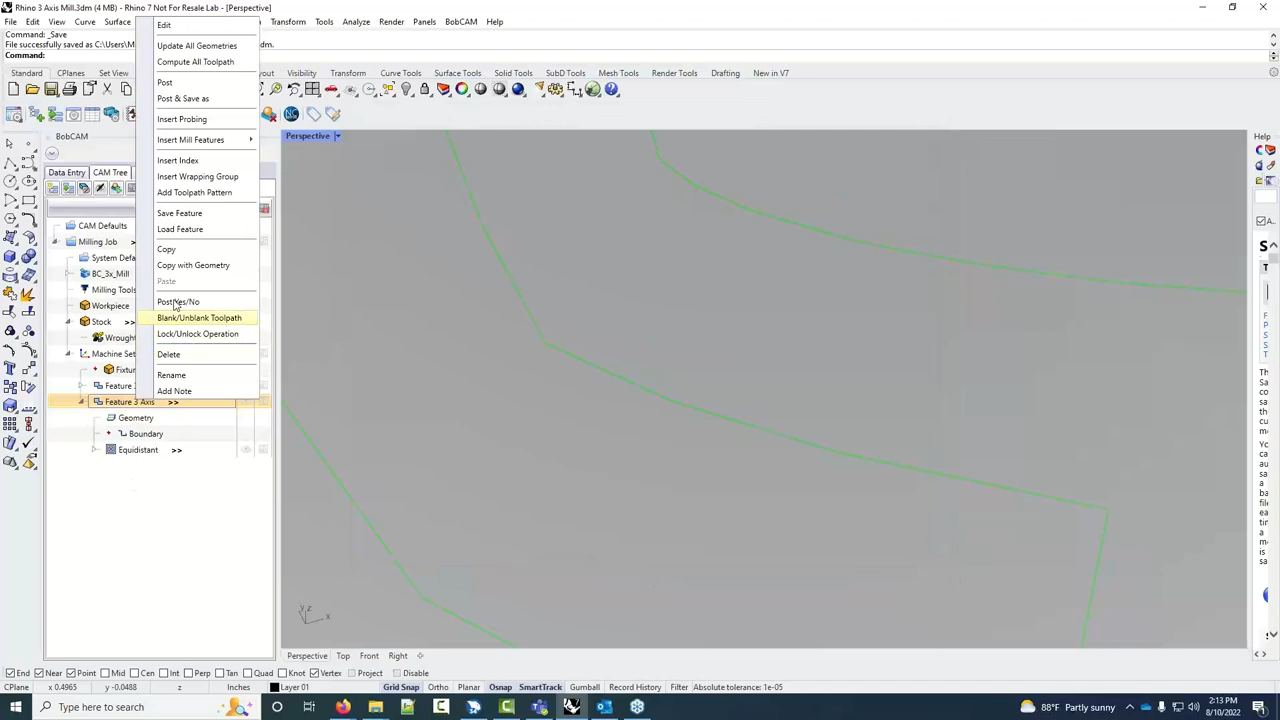 Rhino 3 Axis Mill.3dm (4 MB) - Rhino 7 Not For Resale Lab - [Perspective]
File Edit View Curve Surface Transform Tools Analyze Render Panels BobCAM Help
Command: _Save
File successfully saved as C:\Users\M dm.
Command:
Standard CPlanes Set View yout Visibility Transform Curve Tools Surface Tools Solid Tools SubD Tools Mesh Tools Render Tools Drafting New in V7
BobCAM
Data Entry CAM Tree
CAM Defaults
Milling Job
System Defa
BC_3x_Mill
Milling Tools
Workpiece
Stock >>
Wrough
Machine Set
Fixtur
Feature
Feature 3 Axis >>
Geometry
Boundary
Equidistant >>
Edit
Update All Geometries
Compute All Toolpath
Post
Post & Save as
Insert Probing
Insert Mill Features
Insert Index
Insert Wrapping Group
Add Toolpath Pattern
Save Feature
Load Feature
Copy
Copy with Geometry
Paste
Post Yes/No
Blank/Unblank Toolpath
Lock/Unlock Operation
Delete
Rename
Add Note
Perspective
Help
z
y
x
Perspective Top Front Right
End Near Point Mid Cen Int Perp Tan Quad Knot Vertex Project Disable
CPlane x 0.4965 y -0.0488 z Inches Layer 01 Grid Snap Ortho Planar Osnap SmartTrack Gumball Record History Filter Absolute tolerance: 1e-05
Type here to search
88°F Partly sunny
2:13 PM
8/10/2022